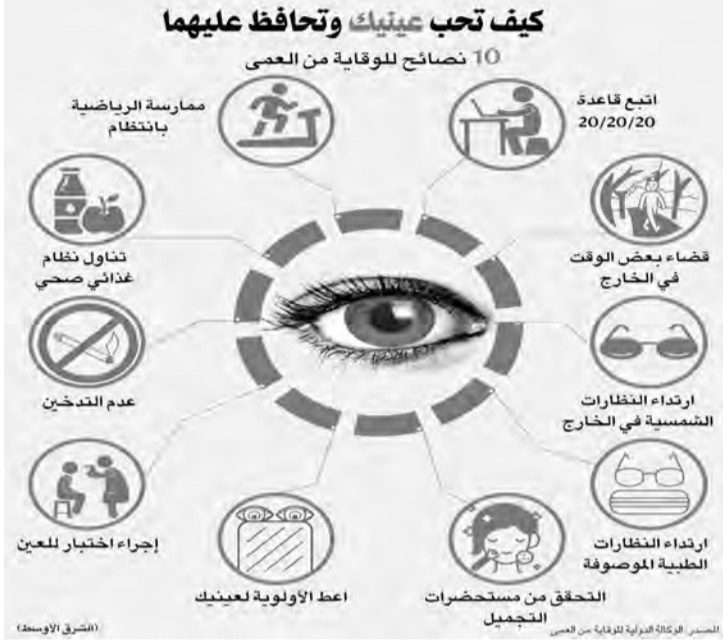 كيف تحب عينيك وتحافظ عليهما
10 نصائح للوقاية من العمى
اتبع قاعدة
20/20/20
قضاء بعض الوقت
في الخارج
ارتداء النظارات
الشمسية في الخارج
ارتداء النظارات
الطبية الموصوفة
التحقق من مستحضرات
التجميل
اعط الأولوية لعينيك
إجراء اختبار للعين
عدم التدخين
تناول نظام
غذائي صحي
ممارسة الرياضية
بانتظام
المصدر: الوكالة الدولية للوقاية من العمى
(الشرق الأوسط)